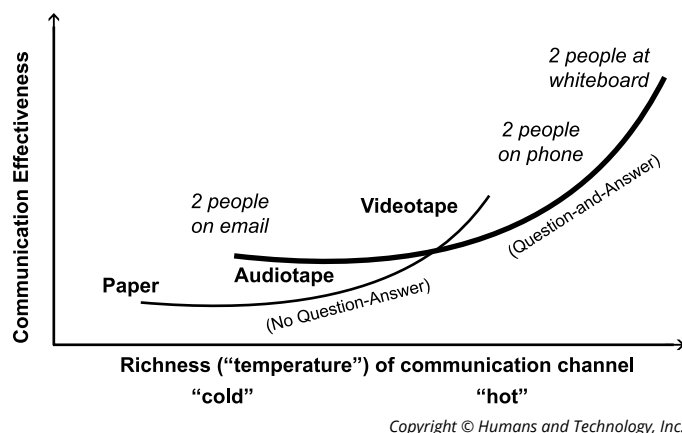 Communication Effectiveness
2 people at
whiteboard
2 people
on phone
Videotape
2 people
on email
(Question-and-Answer)
Audiotape
Paper
(No Question-Answer)
Richness (“temperature”) of communication channel
“cold” “hot”
Copyright © Humans and Technology, Inc.